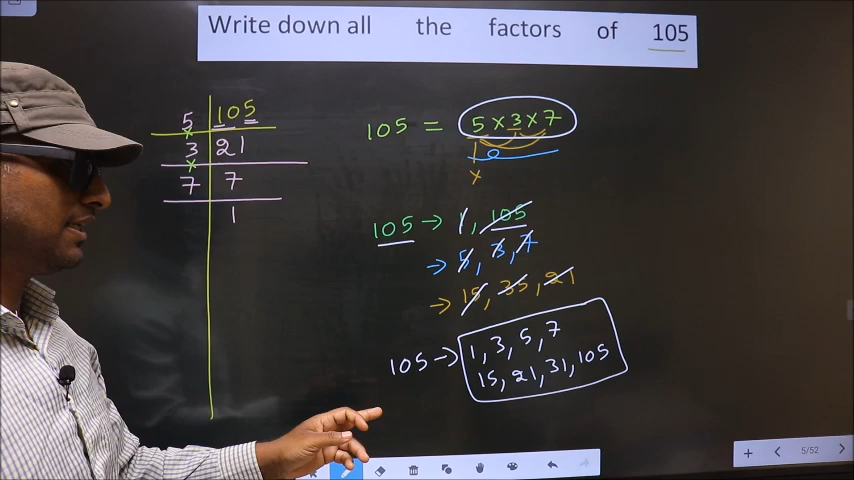 Write down all the factors of 105
5 | 105
3 | 21
7 | 7
1
105 = 5 × 3 × 7
1
×
105 → 1, 105
→ 5, 3, 7
→ 15, 35, 21
105 → 1, 3, 5, 7
15, 21, 31, 105
5/52